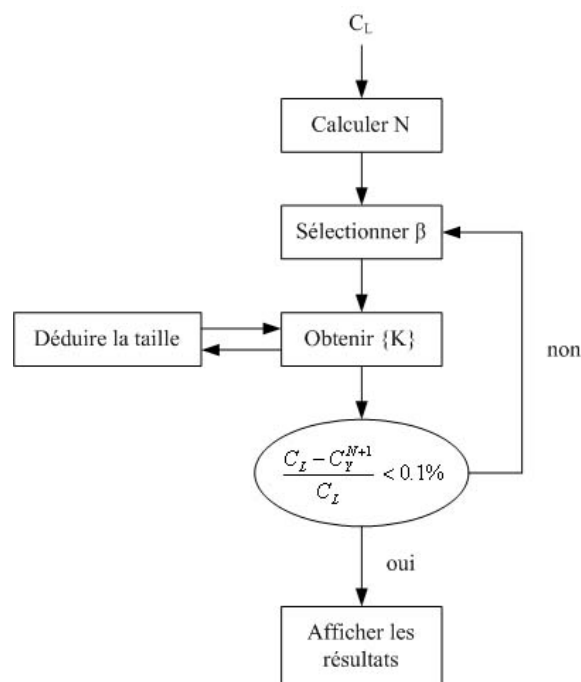 C_L
Calculer N
Sélectionner β
Déduire la taille
Obtenir {K}
non
(C_L − C_Y^{N+1}) / C_L < 0.1%
oui
Afficher les
résultats